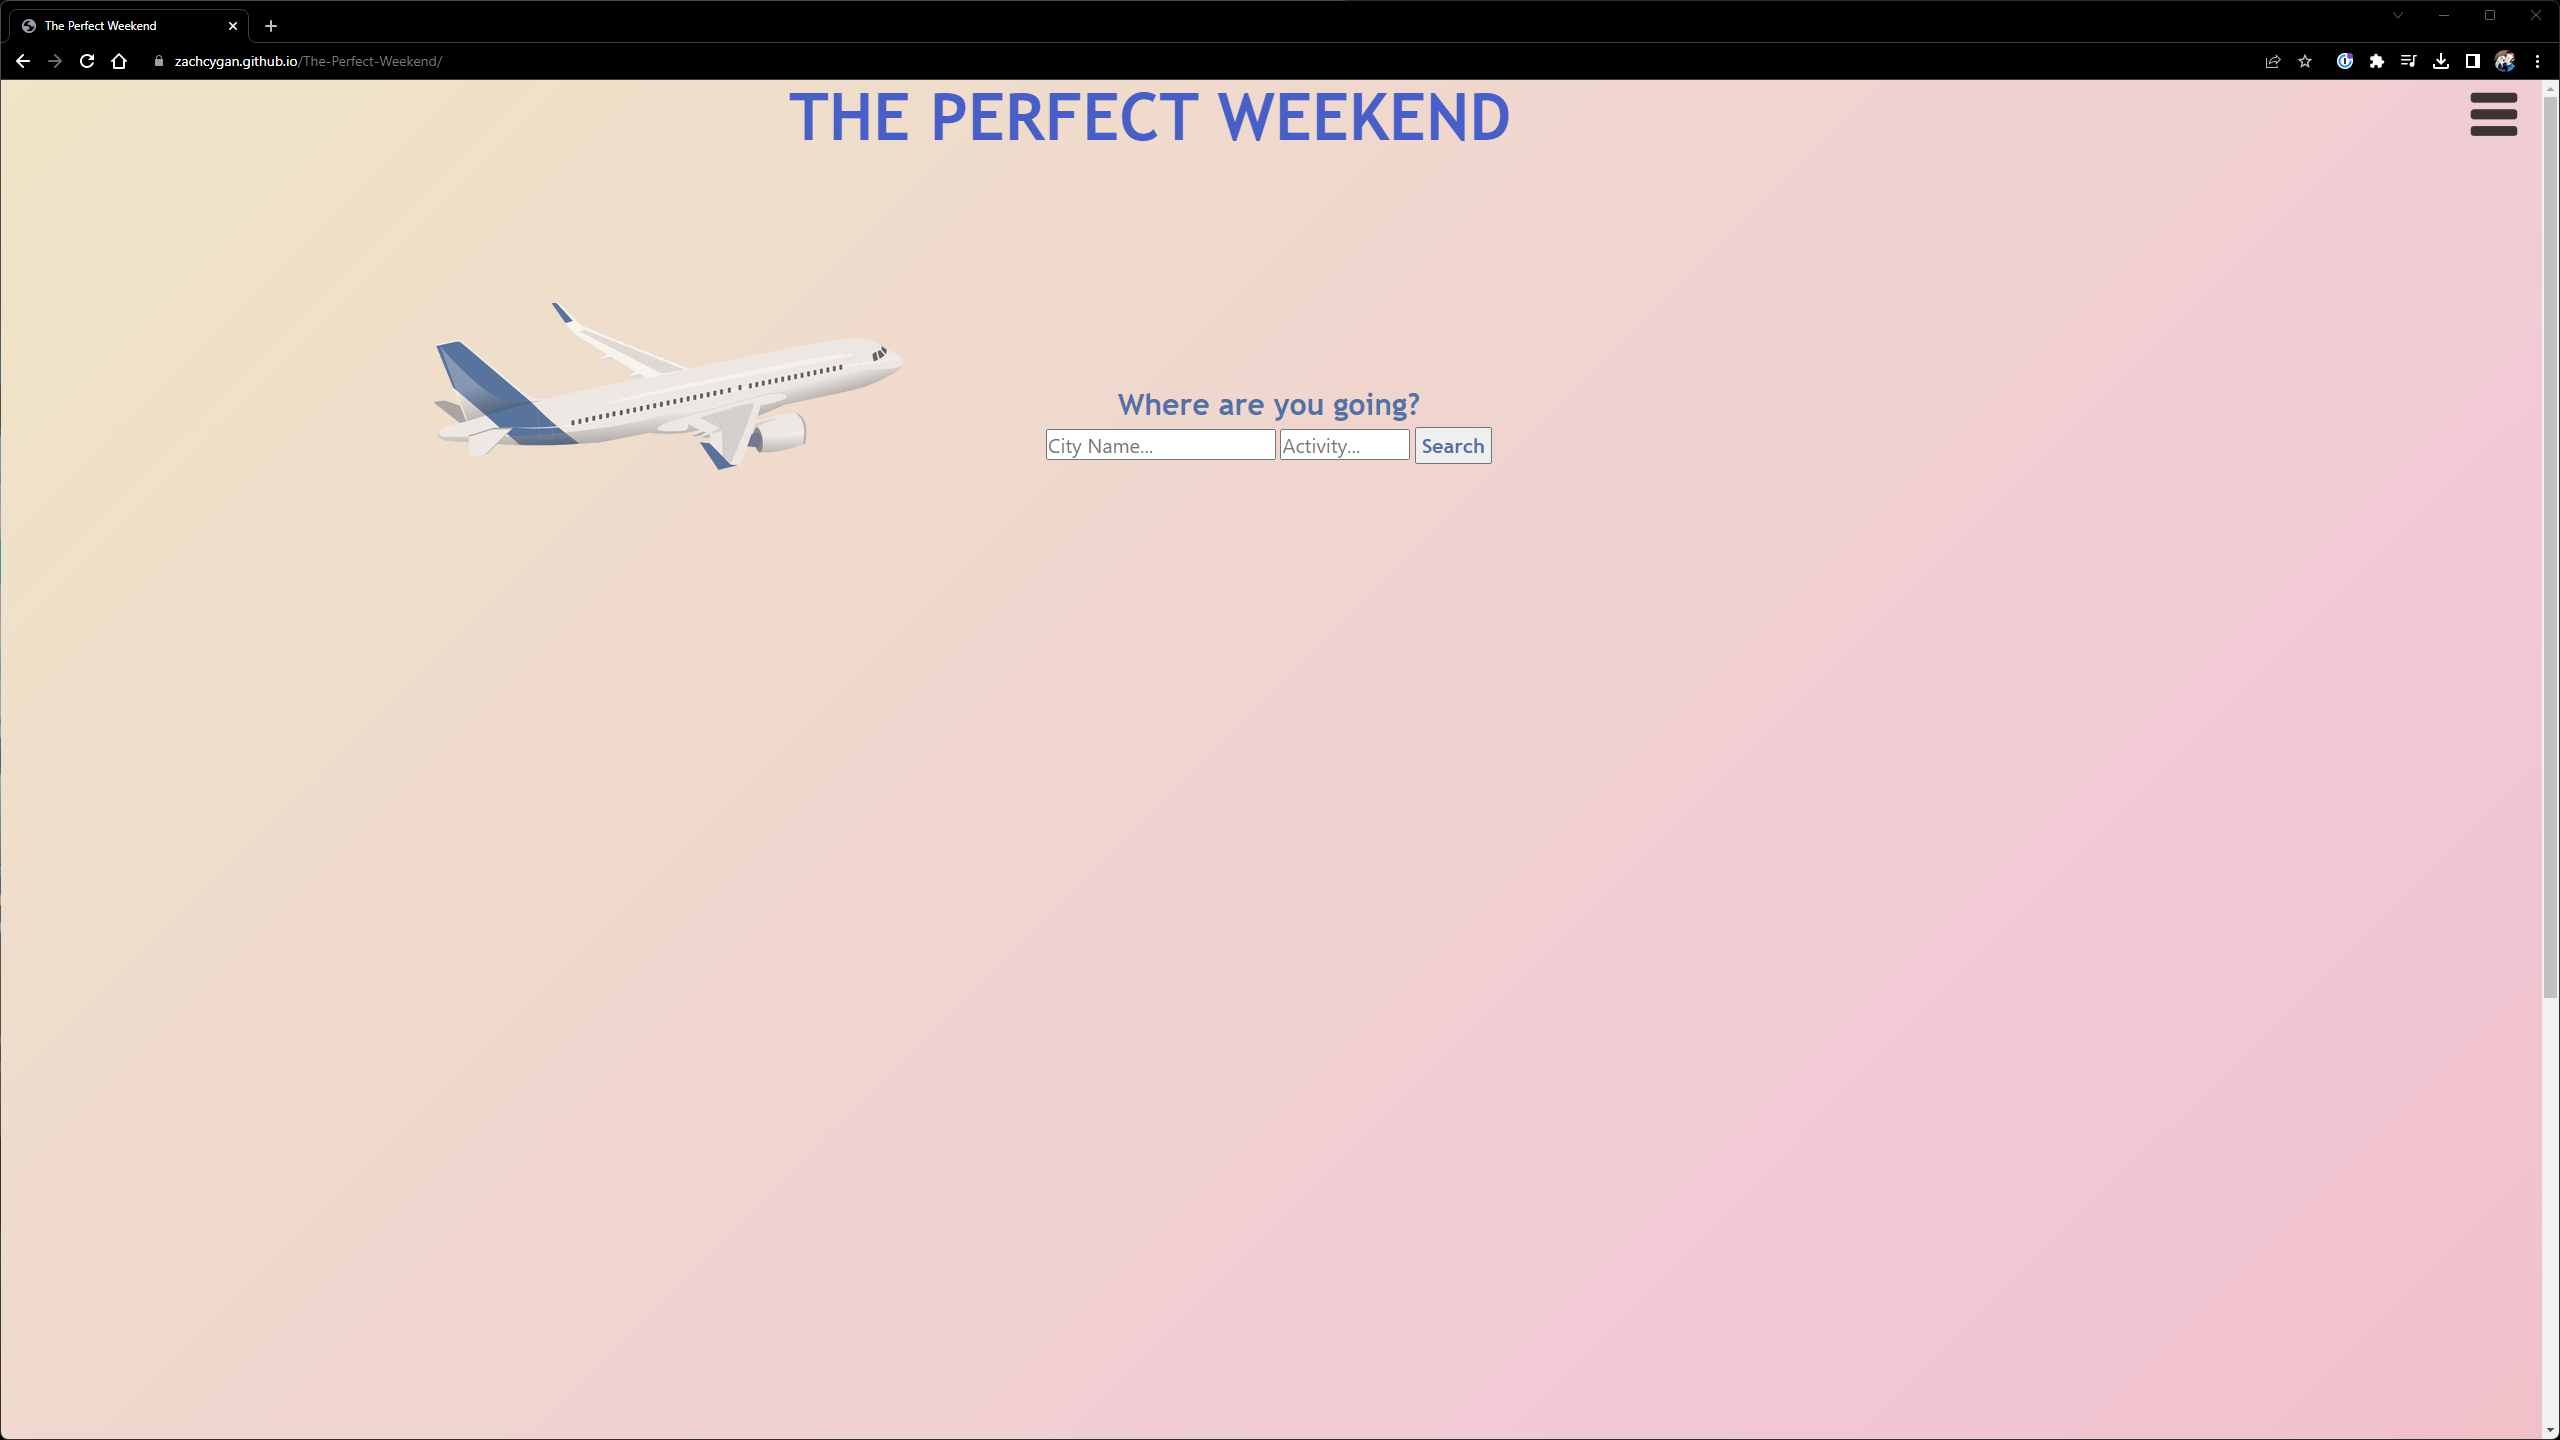 The Perfect Weekend
zachcygan.github.io/The-Perfect-Weekend/
THE PERFECT WEEKEND
Where are you going?
City Name...
Activity...
Search